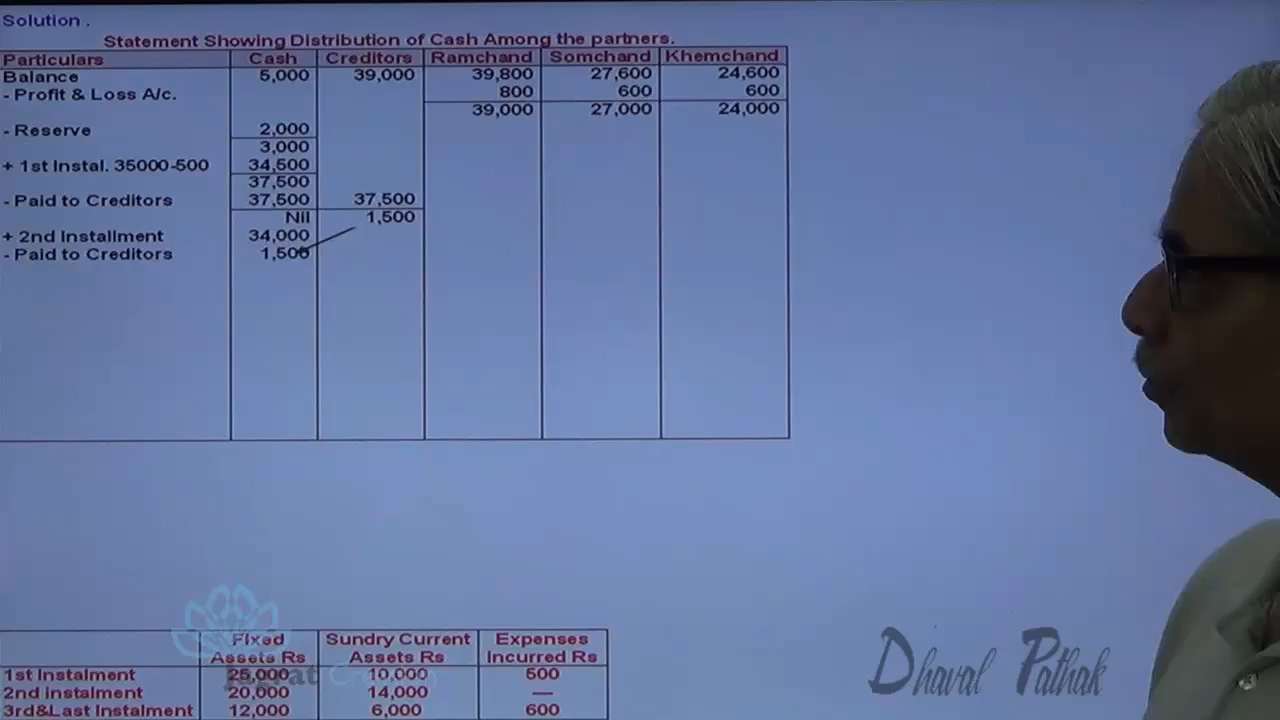 Solution .
Statement Showing Distribution of Cash Among the partners.
Particulars Cash Creditors Ramchand Somchand Khemchand
Balance 5,000 39,000 39,800 27,600 24,600
- Profit & Loss A/c. 800 600 600
39,000 27,000 24,000
- Reserve 2,000
3,000
+ 1st Instal. 35000-500 34,500
37,500
- Paid to Creditors 37,500 37,500
Nil 1,500
+ 2nd Installment 34,000
- Paid to Creditors 1,500
Fixed Sundry Current Expenses
Assets Rs Assets Rs Incurred Rs
1st Instalment 25,000 10,000 500
2nd instalment 20,000 14,000 —
3rd&Last Instalment 12,000 6,000 600
Dhaval Pathak